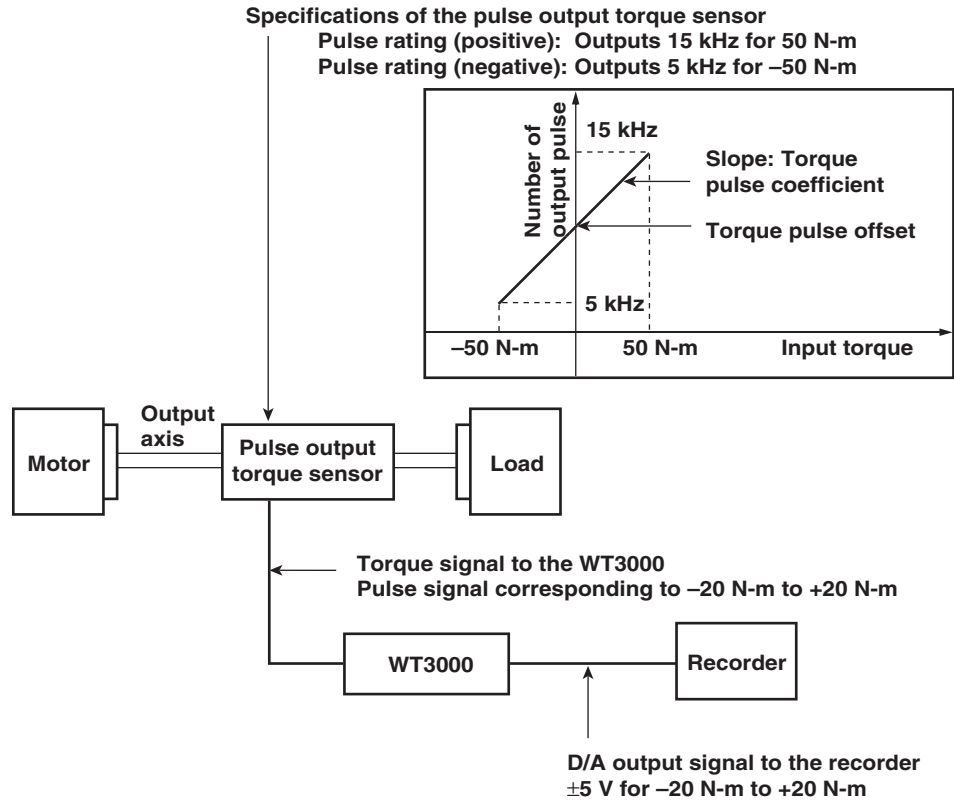 Specifications of the pulse output torque sensor
Pulse rating (positive): Outputs 15 kHz for 50 N-m
Pulse rating (negative): Outputs 5 kHz for –50 N-m
Number of
output pulse
15 kHz
Slope: Torque
pulse coefficient
Torque pulse offset
5 kHz
–50 N-m
50 N-m
Input torque
Motor
Output
axis
Pulse output
torque sensor
Load
Torque signal to the WT3000
Pulse signal corresponding to –20 N-m to +20 N-m
WT3000
Recorder
D/A output signal to the recorder
±5 V for –20 N-m to +20 N-m